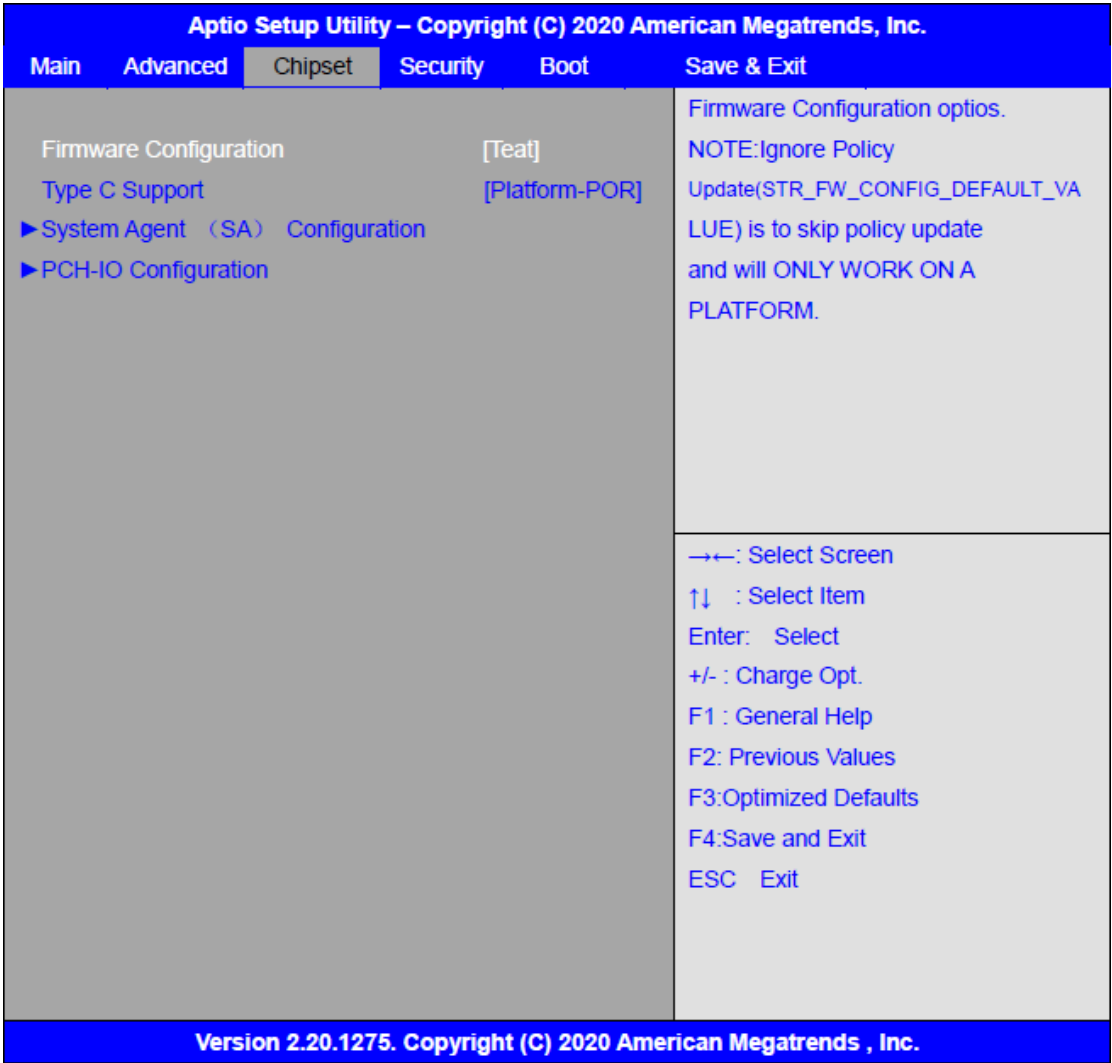 Aptio Setup Utility – Copyright (C) 2020 American Megatrends, Inc.
Main Advanced Chipset Security Boot Save & Exit
Firmware Configuration [Teat]
Type C Support [Platform-POR]
►System Agent （SA） Configuration
►PCH-IO Configuration
Firmware Configuration optios.
NOTE:Ignore Policy
Update(STR_FW_CONFIG_DEFAULT_VA
LUE) is to skip policy update
and will ONLY WORK ON A
PLATFORM.
→←: Select Screen
↑↓ : Select Item
Enter: Select
+/- : Charge Opt.
F1 : General Help
F2: Previous Values
F3:Optimized Defaults
F4:Save and Exit
ESC Exit
Version 2.20.1275. Copyright (C) 2020 American Megatrends , Inc.